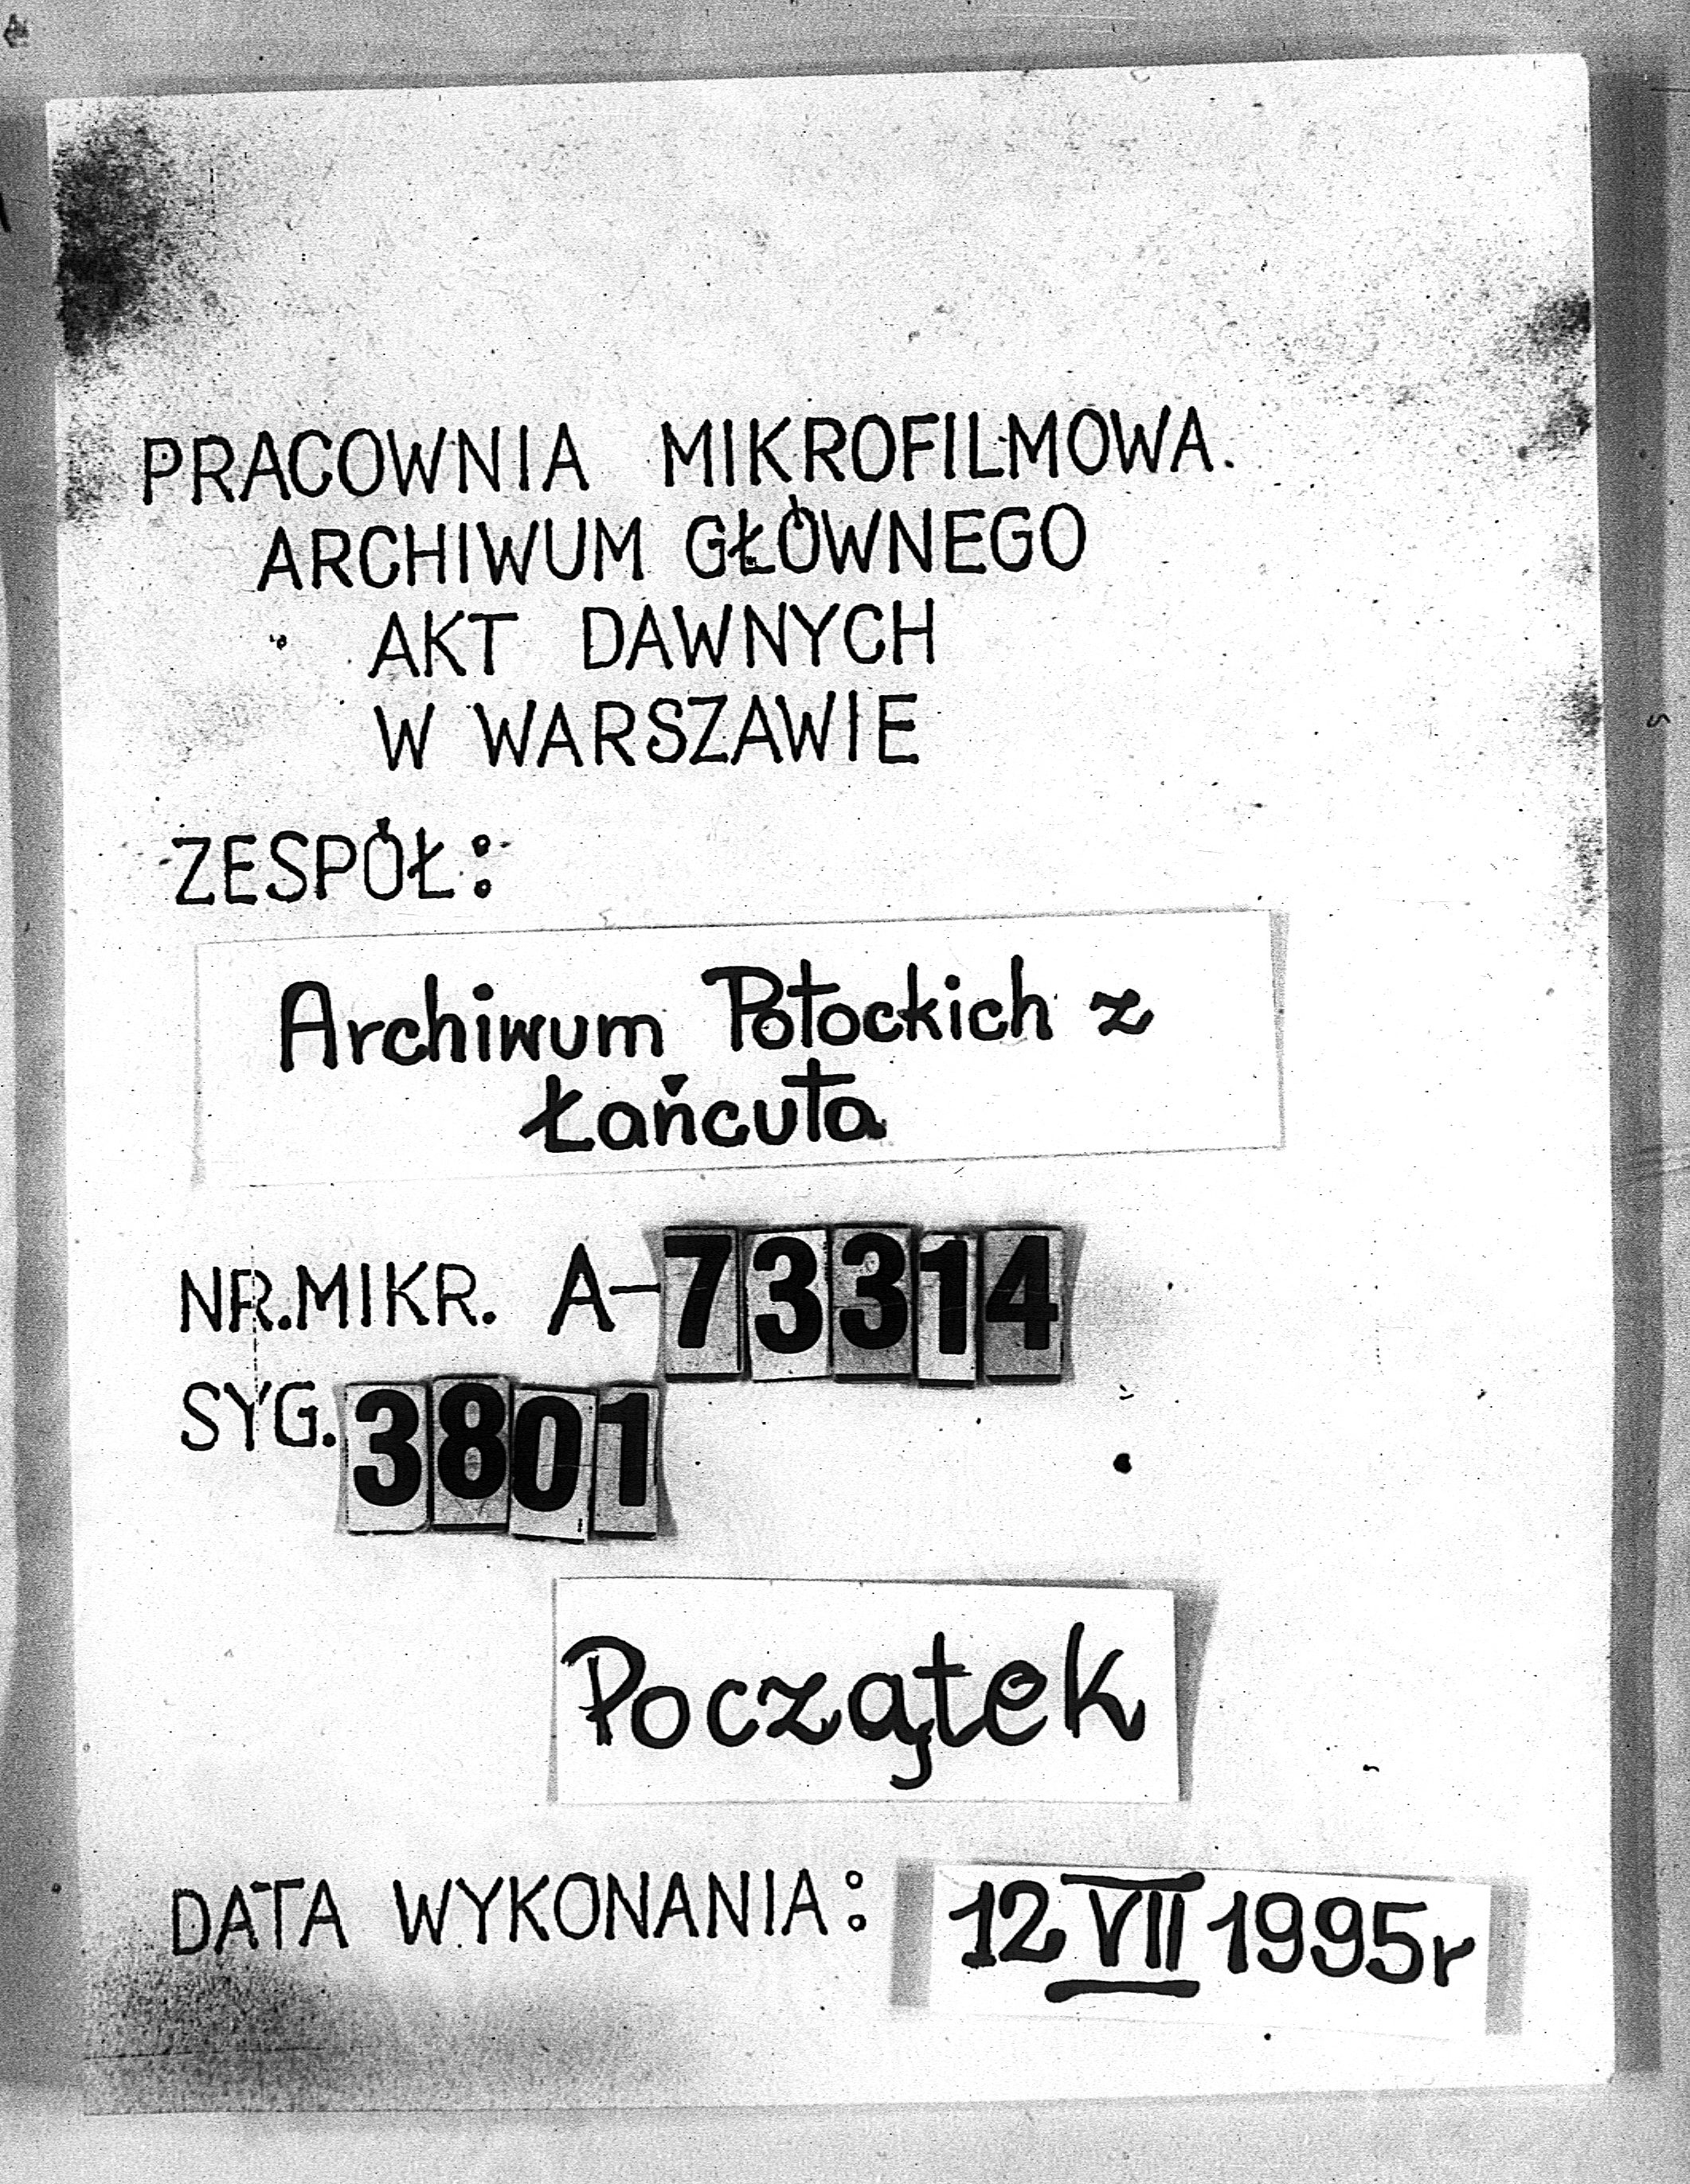 PRACOWNIA MIKROFILMOWA.
ARCHIWUM GŁÓWNEGO
AKT DAWNYCH
W WARSZAWIE
ZESPÓŁ:
Archiwum Potockich z
Łańcuta
NR.MIKR. A-73314
SYG. 3801
Początek
DATA WYKONANIA: 12 VII 1995r